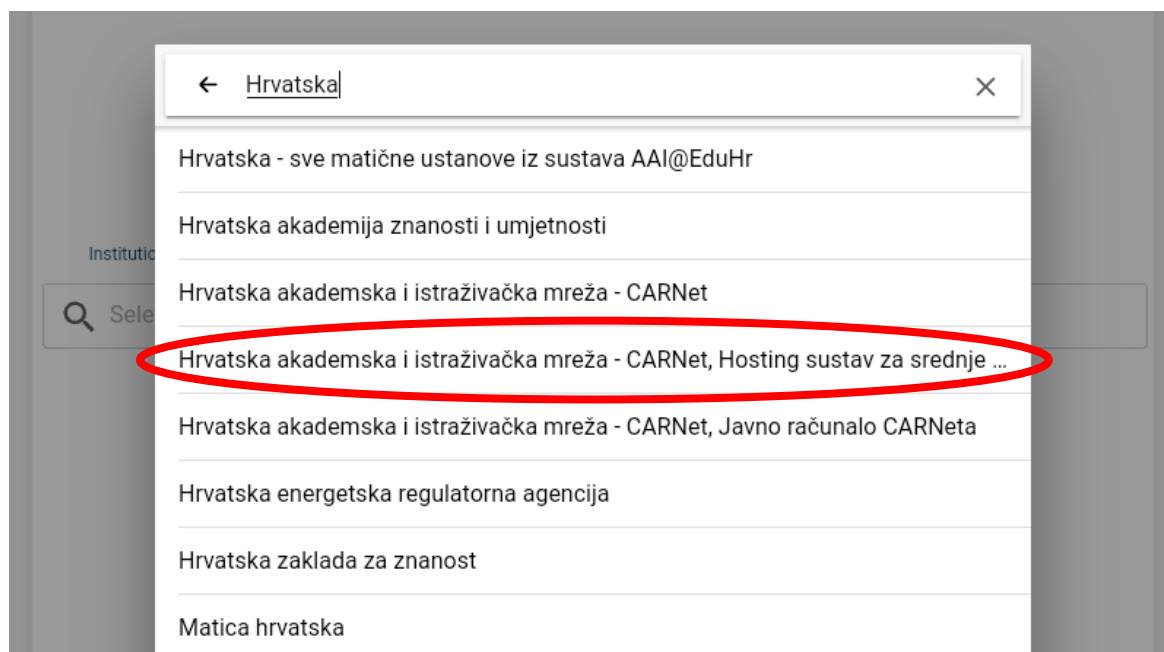 Hrvatska
Hrvatska - sve matične ustanove iz sustava AAI@EduHr
Hrvatska akademija znanosti i umjetnosti
Institutio
Hrvatska akademska i istraživačka mreža - CARNet
Sele
Hrvatska akademska i istraživačka mreža - CARNet, Hosting sustav za srednje ...
Hrvatska akademska i istraživačka mreža - CARNet, Javno računalo CARNeta
Hrvatska energetska regulatorna agencija
Hrvatska zaklada za znanost
Matica hrvatska